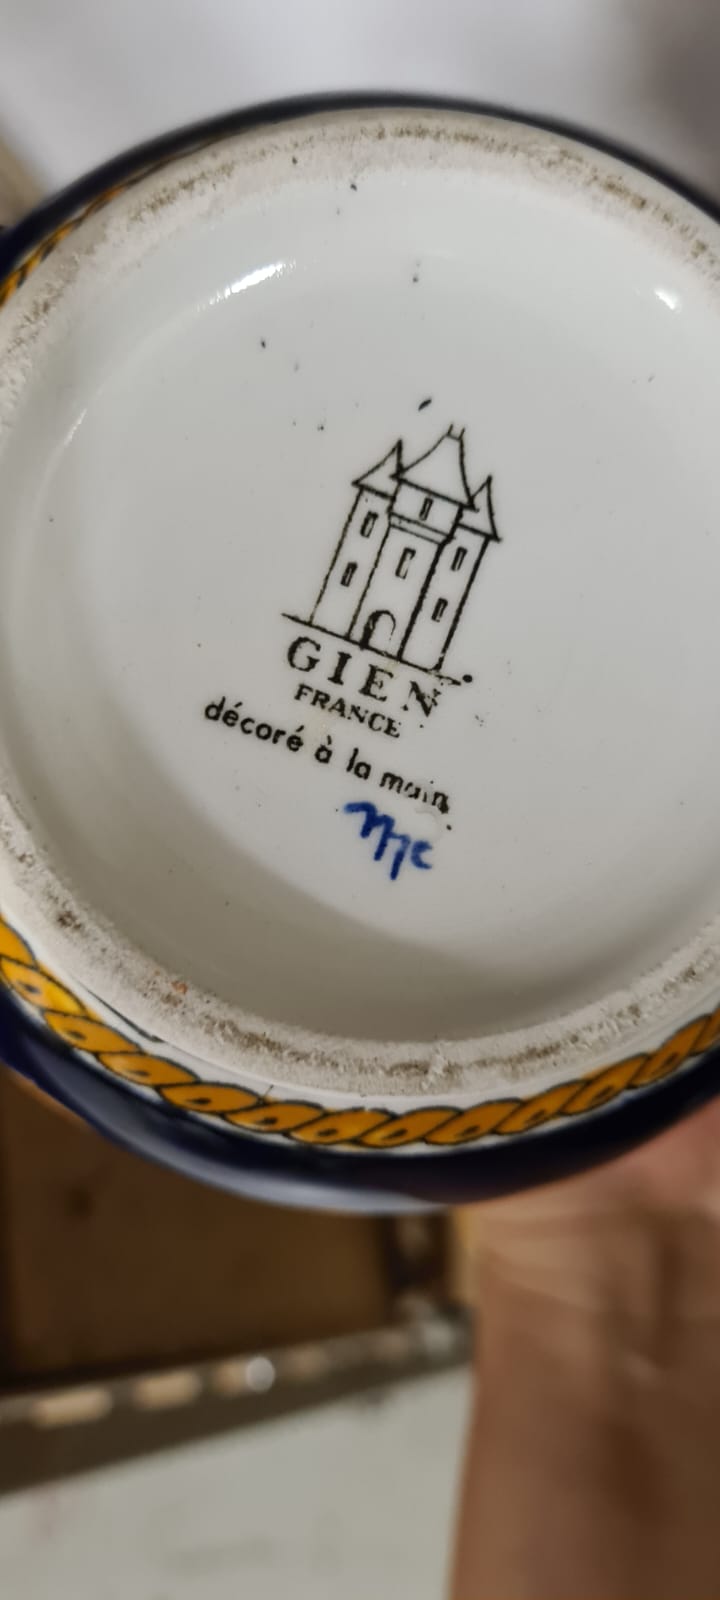 GIEN
FRANCE
décoré à la main